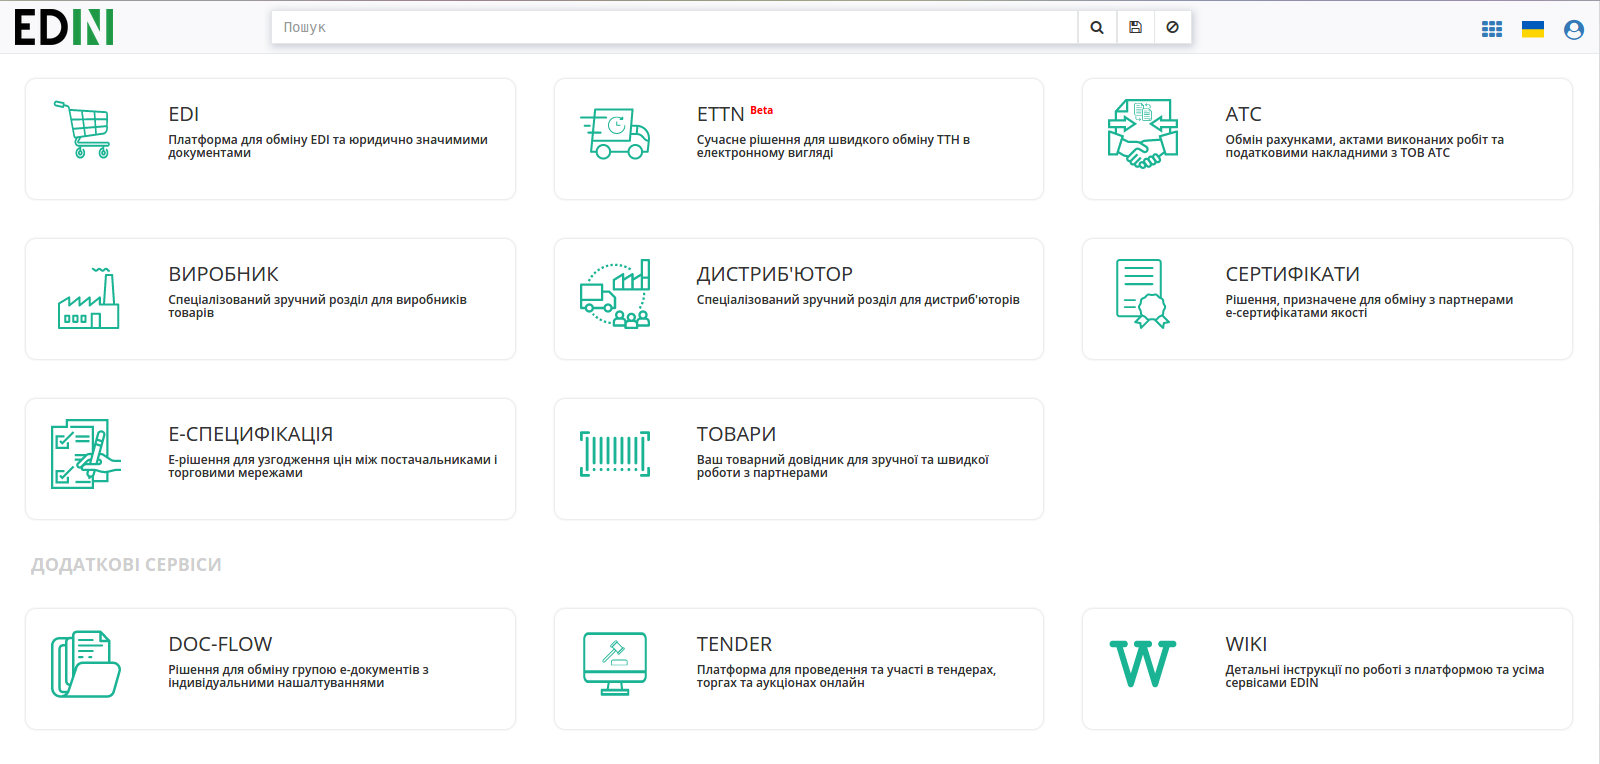 EDIN
Пошук
EDI
Платформа для обміну EDI та юридично значимими
документами
ETTN Beta
Сучасне рішення для швидкого обміну ТТН в
електронному вигляді
АТС
Обмін рахунками, актами виконаних робіт та
податковими накладними з ТОВ АТС
ВИРОБНИК
Спеціалізований зручний розділ для виробників
товарів
ДИСТРИБ'ЮТОР
Спеціалізований зручний розділ для дистриб'юторів
СЕРТИФІКАТИ
Рішення, призначене для обміну з партнерами
е-сертифікатами якості
Е-СПЕЦИФІКАЦІЯ
Е-рішення для узгодження цін між постачальниками і
торговими мережами
ТОВАРИ
Ваш товарний довідник для зручної та швидкої
роботи з партнерами
ДОДАТКОВІ СЕРВІСИ
DOC-FLOW
Рішення для обміну групою е-документів з
індивідуальними нашалтуваннями
TENDER
Платформа для проведення та участі в тендерах,
торгах та аукціонах онлайн
W
WIKI
Детальні інструкції по роботі з платформою та усіма
сервісами EDIN